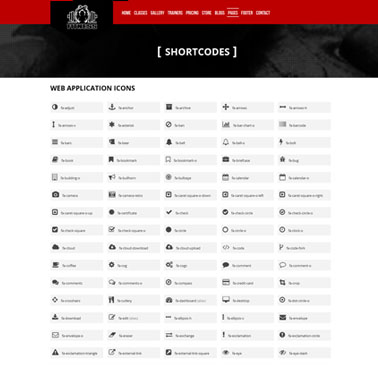 FITNESS
HOME CLASSES GALLERY TRAINERS PRICING STORE BLOGS PAGES FOOTER CONTACT
[ SHORTCODES ]
WEB APPLICATION ICONS
fa-adjust fa-anchor fa-archive fa-arrows fa-arrows-h
fa-arrows-v fa-asterisk fa-ban fa-bar-chart-o fa-barcode
fa-bars fa-beer fa-bell fa-bell-o fa-bolt
fa-book fa-bookmark fa-bookmark-o fa-briefcase fa-bug
fa-building-o fa-bullhorn fa-bullseye fa-calendar fa-calendar-o
fa-camera fa-camera-retro fa-caret-square-o-down fa-caret-square-o-left fa-caret-square-o-right
fa-caret-square-o-up fa-certificate fa-check fa-check-circle fa-check-circle-o
fa-check-square fa-check-square-o fa-circle fa-circle-o fa-clock-o
fa-cloud fa-cloud-download fa-cloud-upload fa-code fa-code-fork
fa-coffee fa-cog fa-cogs fa-comment fa-comment-o
fa-comments fa-comments-o fa-compass fa-credit-card fa-crop
fa-crosshairs fa-cutlery fa-dashboard (alias) fa-desktop fa-dot-circle-o
fa-download fa-edit (alias) fa-ellipsis-h fa-ellipsis-v fa-envelope
fa-envelope-o fa-eraser fa-exchange fa-exclamation fa-exclamation-circle
fa-exclamation-triangle fa-external-link fa-external-link-square fa-eye fa-eye-slash